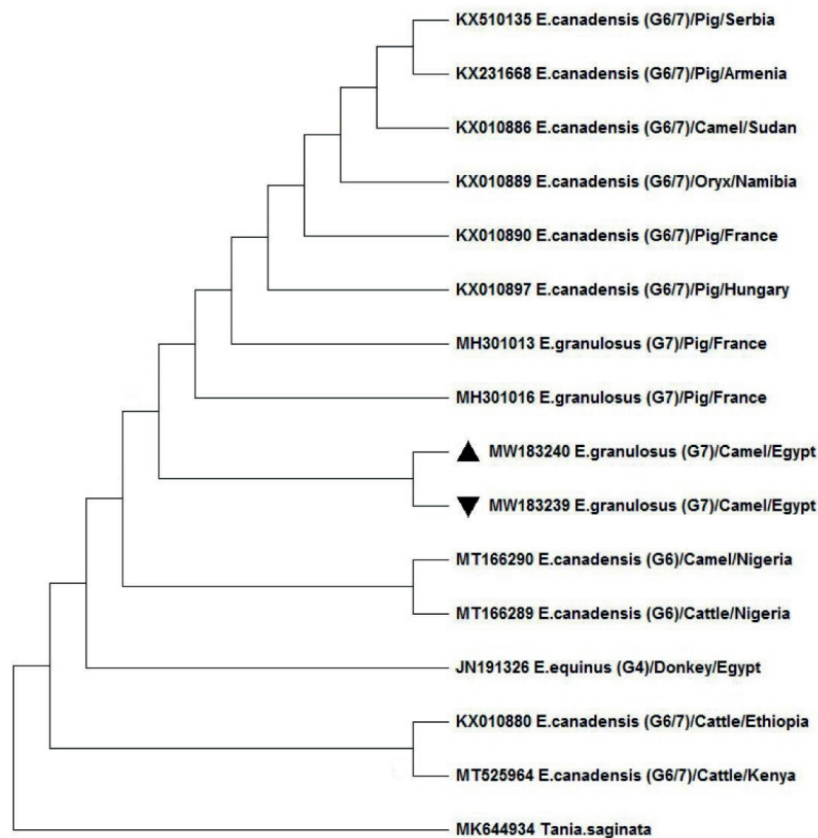 KX510135 E.canadensis (G6/7)/Pig/Serbia
KX231668 E.canadensis (G6/7)/Pig/Armenia
KX010886 E.canadensis (G6/7)/Camel/Sudan
KX010889 E.canadensis (G6/7)/Oryx/Namibia
KX010890 E.canadensis (G6/7)/Pig/France
KX010897 E.canadensis (G6/7)/Pig/Hungary
MH301013 E.granulosus (G7)/Pig/France
MH301016 E.granulosus (G7)/Pig/France
MW183240 E.granulosus (G7)/Camel/Egypt
MW183239 E.granulosus (G7)/Camel/Egypt
MT166290 E.canadensis (G6)/Camel/Nigeria
MT166289 E.canadensis (G6)/Cattle/Nigeria
JN191326 E.equinus (G4)/Donkey/Egypt
KX010880 E.canadensis (G6/7)/Cattle/Ethiopia
MT525964 E.canadensis (G6/7)/Cattle/Kenya
MK644934 Tania.saginata